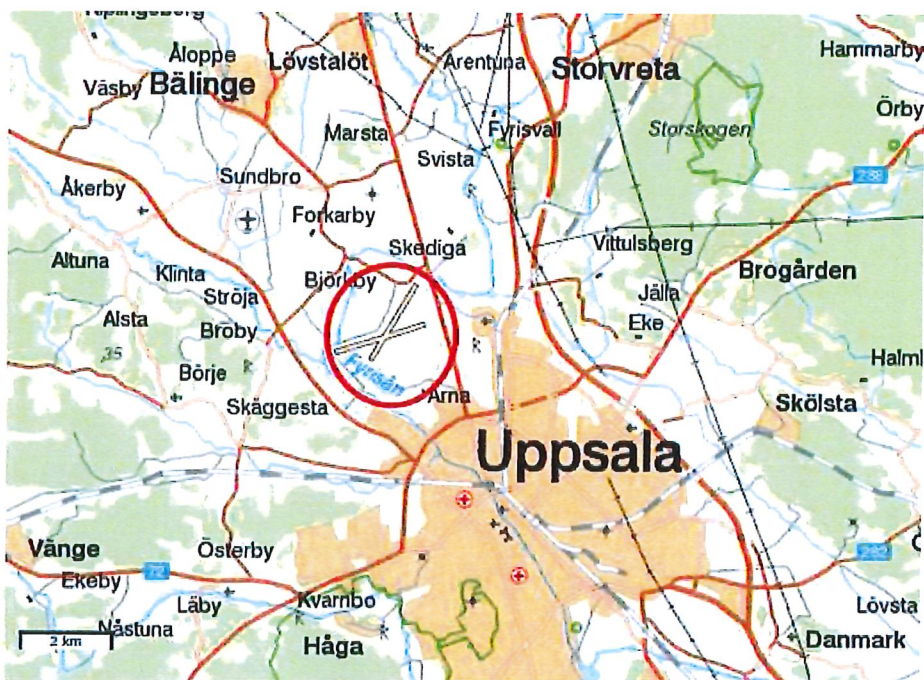 Åloppe
Lövstalöt
Arentuna
Storvreta
Hammarby
Väsby
Bälinge
Örby
Marsta
Fyrisvall
Storskogen
Svista
Sundbro
288
Åkerby
Forkarby
Skediga
Vittulsberg
Altuna
Klinta
Björkby
Brogården
Ströja
Jälla
Alsta
Broby
Eke
35
Fyrisån
Halml
Börje
Ärna
Skäggesta
Skölsta
Uppsala
Vänge
Österby
282
72
Ekeby
Läby
Kvarnbo
Lövsta
Nåstuna
2 km
Håga
Danmark